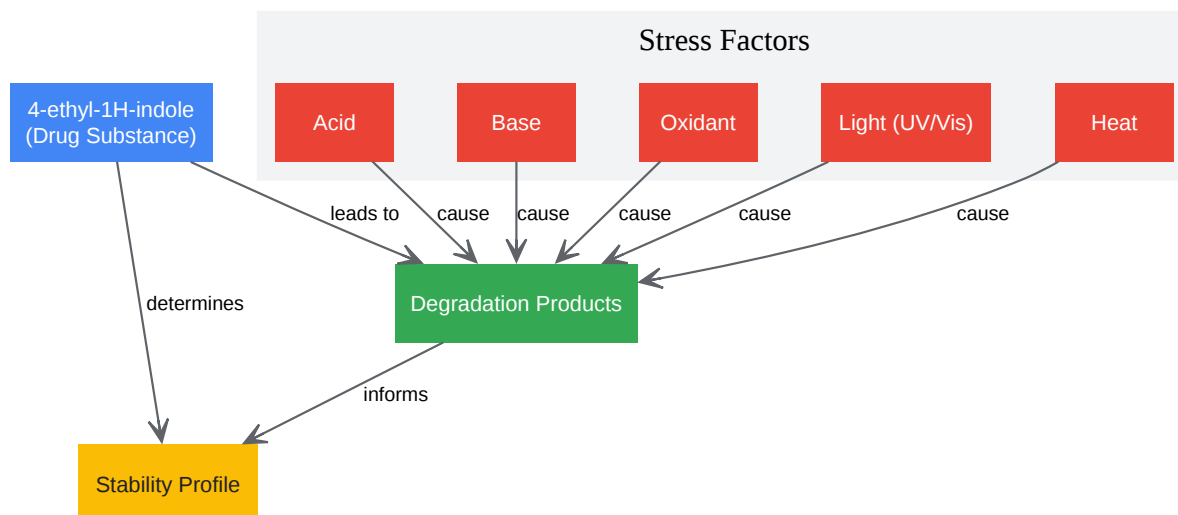 Stress Factors
4-ethyl-1H-indole
(Drug Substance)
Acid
Base
Oxidant
Light (UV/Vis)
Heat
leads to
cause
cause
cause
cause
cause
determines
Degradation Products
informs
Stability Profile